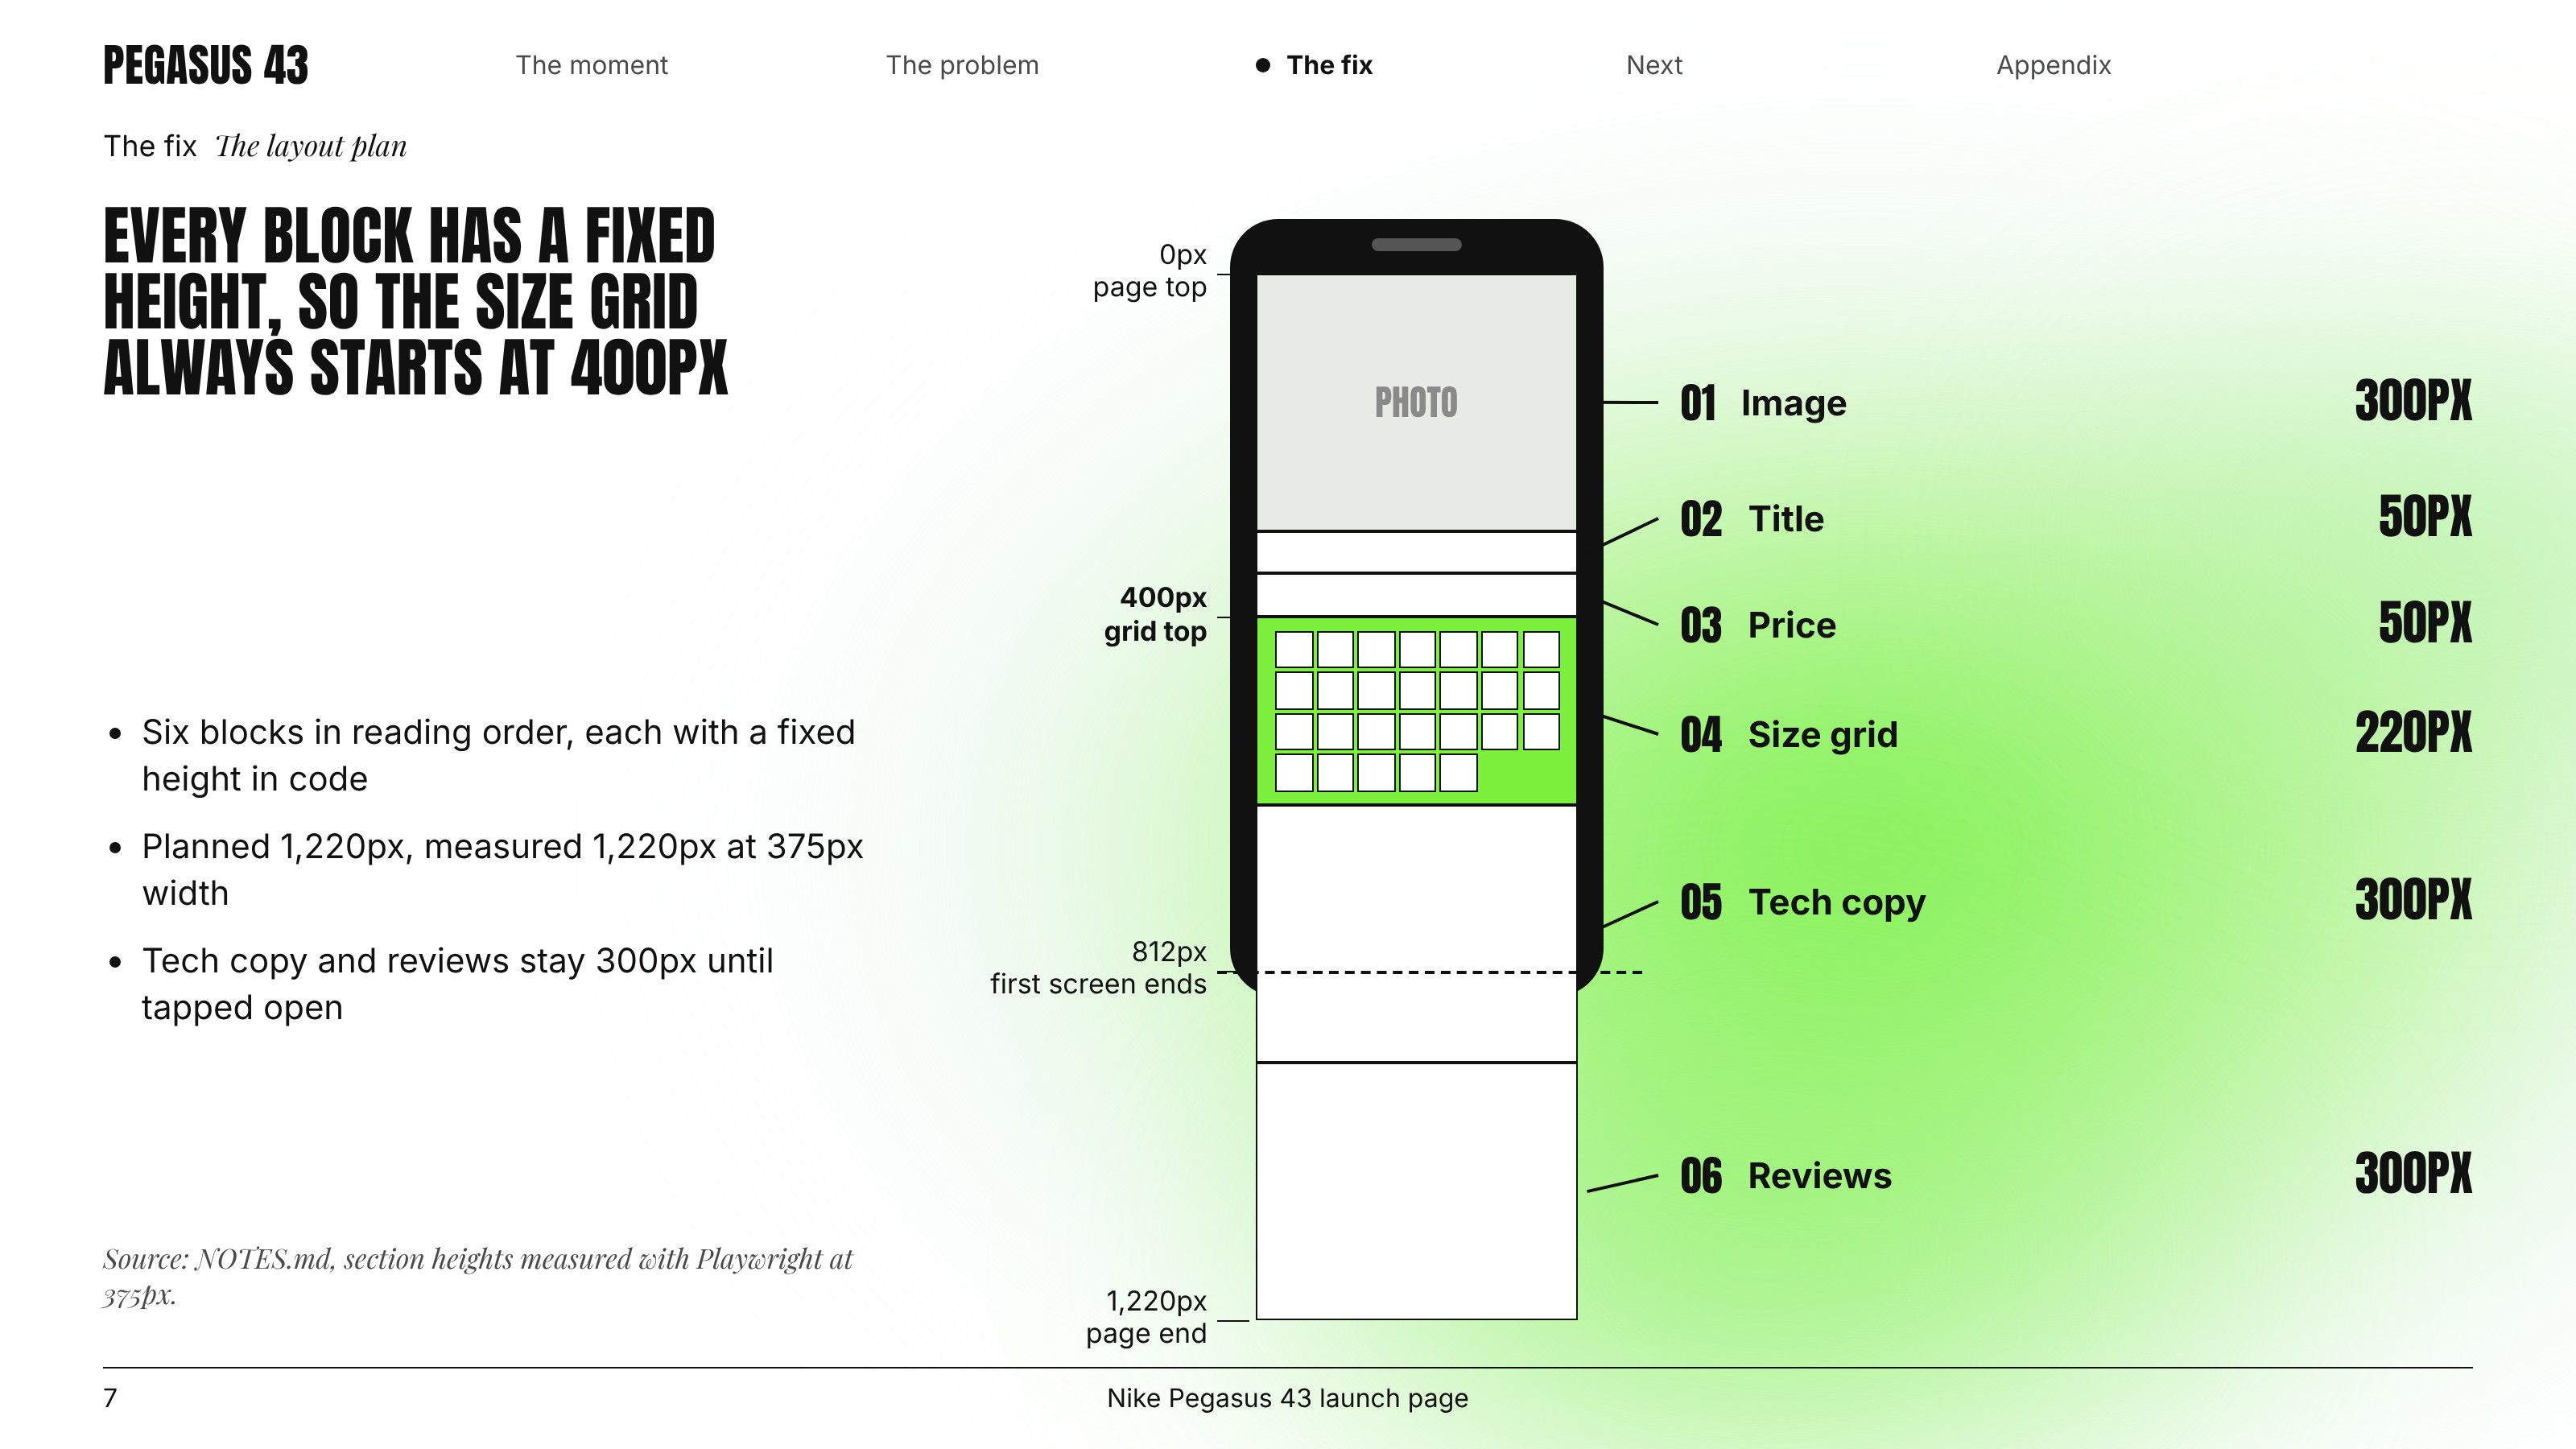 PEGASUS 43
The moment
The problem
The fix
Next
Appendix
The fix The layout plan
EVERY BLOCK HAS A FIXED
HEIGHT, SO THE SIZE GRID
ALWAYS STARTS AT 400PX
Six blocks in reading order, each with a fixed
height in code
Planned 1,220px, measured 1,220px at 375px
width
Tech copy and reviews stay 300px until
tapped open
Source: NOTES.md, section heights measured with Playwright at
375px.
0px
page top
400px
grid top
812px
first screen ends
1,220px
page end
PHOTO
01 Image 300PX
02 Title 50PX
03 Price 50PX
04 Size grid 220PX
05 Tech copy 300PX
06 Reviews 300PX
7
Nike Pegasus 43 launch page